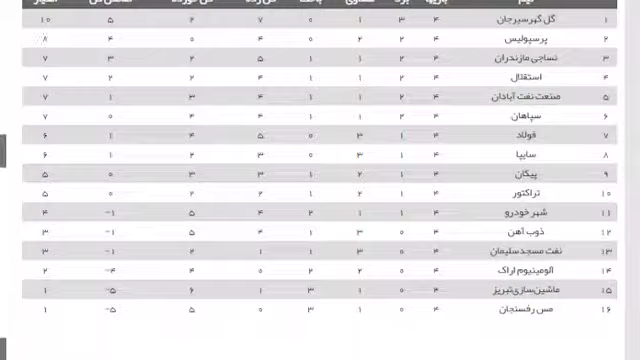 تیم بازیها برد مساوی باخت گل زده گل خورده تفاضل گل امتیاز
۱ گل گهر سیرجان ۴ ۳ ۱ ۰ ۷ ۲ ۵ ۱۰
۲ پرسپولیس ۴ ۲ ۲ ۰ ۴ ۰ ۴ ۸
۳ نساجی مازندران ۴ ۲ ۱ ۱ ۵ ۲ ۳ ۷
۴ استقلال ۴ ۲ ۱ ۱ ۴ ۲ ۲ ۷
۵ صنعت نفت آبادان ۴ ۲ ۱ ۱ ۴ ۳ ۱ ۷
۶ سپاهان ۴ ۲ ۱ ۱ ۴ ۴ ۰ ۷
۷ فولاد ۴ ۱ ۳ ۰ ۵ ۴ ۱ ۶
۸ سایپا ۴ ۱ ۳ ۰ ۳ ۲ ۱ ۶
۹ پیکان ۴ ۱ ۲ ۱ ۳ ۳ ۰ ۵
۱۰ تراکتور ۴ ۱ ۲ ۱ ۲ ۲ ۰ ۵
۱۱ شهر خودرو ۴ ۱ ۱ ۲ ۴ ۵ -۱ ۴
۱۲ ذوب آهن ۴ ۰ ۳ ۱ ۴ ۵ -۱ ۳
۱۳ نفت مسجدسلیمان ۴ ۰ ۳ ۱ ۱ ۲ -۱ ۳
۱۴ آلومینیوم اراک ۴ ۰ ۲ ۲ ۰ ۴ -۴ ۲
۱۵ ماشین‌سازی تبریز ۴ ۰ ۱ ۳ ۱ ۶ -۵ ۱
۱۶ مس رفسنجان ۴ ۰ ۱ ۳ ۰ ۵ -۵ ۱